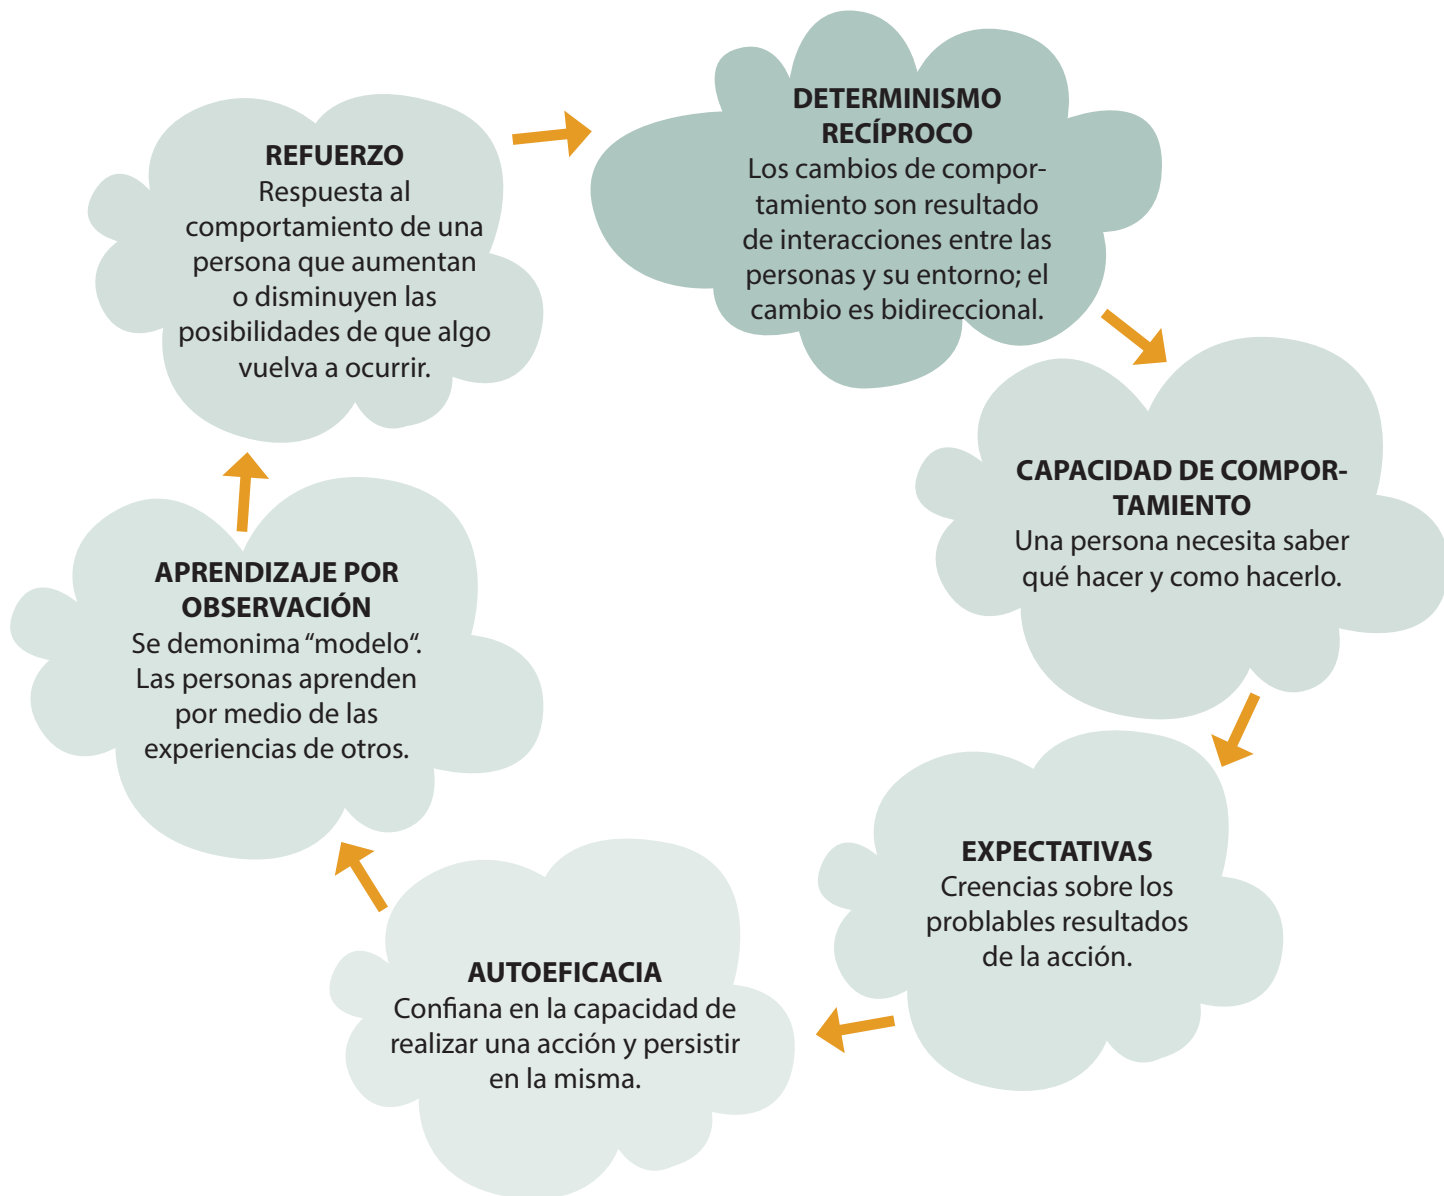 DETERMINISMO
RECÍPROCO
Los cambios de compor-
tamiento son resultado
de interacciones entre las
personas y su entorno; el
cambio es bidireccional.
CAPACIDAD DE COMPOR-
TAMIENTO
Una persona necesita saber
qué hacer y como hacerlo.
EXPECTATIVAS
Creencias sobre los
problables resultados
de la acción.
AUTOEFICACIA
Confiana en la capacidad de
realizar una acción y persistir
en la misma.
APRENDIZAJE POR
OBSERVACIÓN
Se demonima “modelo“.
Las personas aprenden
por medio de las
experiencias de otros.
REFUERZO
Respuesta al
comportamiento de una
persona que aumentan
o disminuyen las
posibilidades de que algo
vuelva a ocurrir.